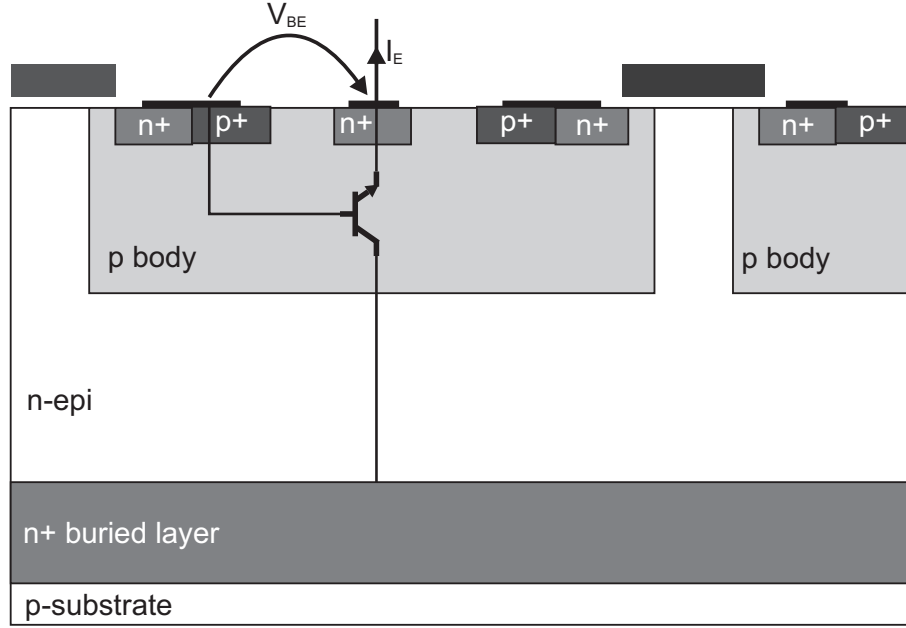 V_BE
I_E
n+ p+ n+ p+ n+ n+ p+
p body p body
n-epi
n+ buried layer
p-substrate